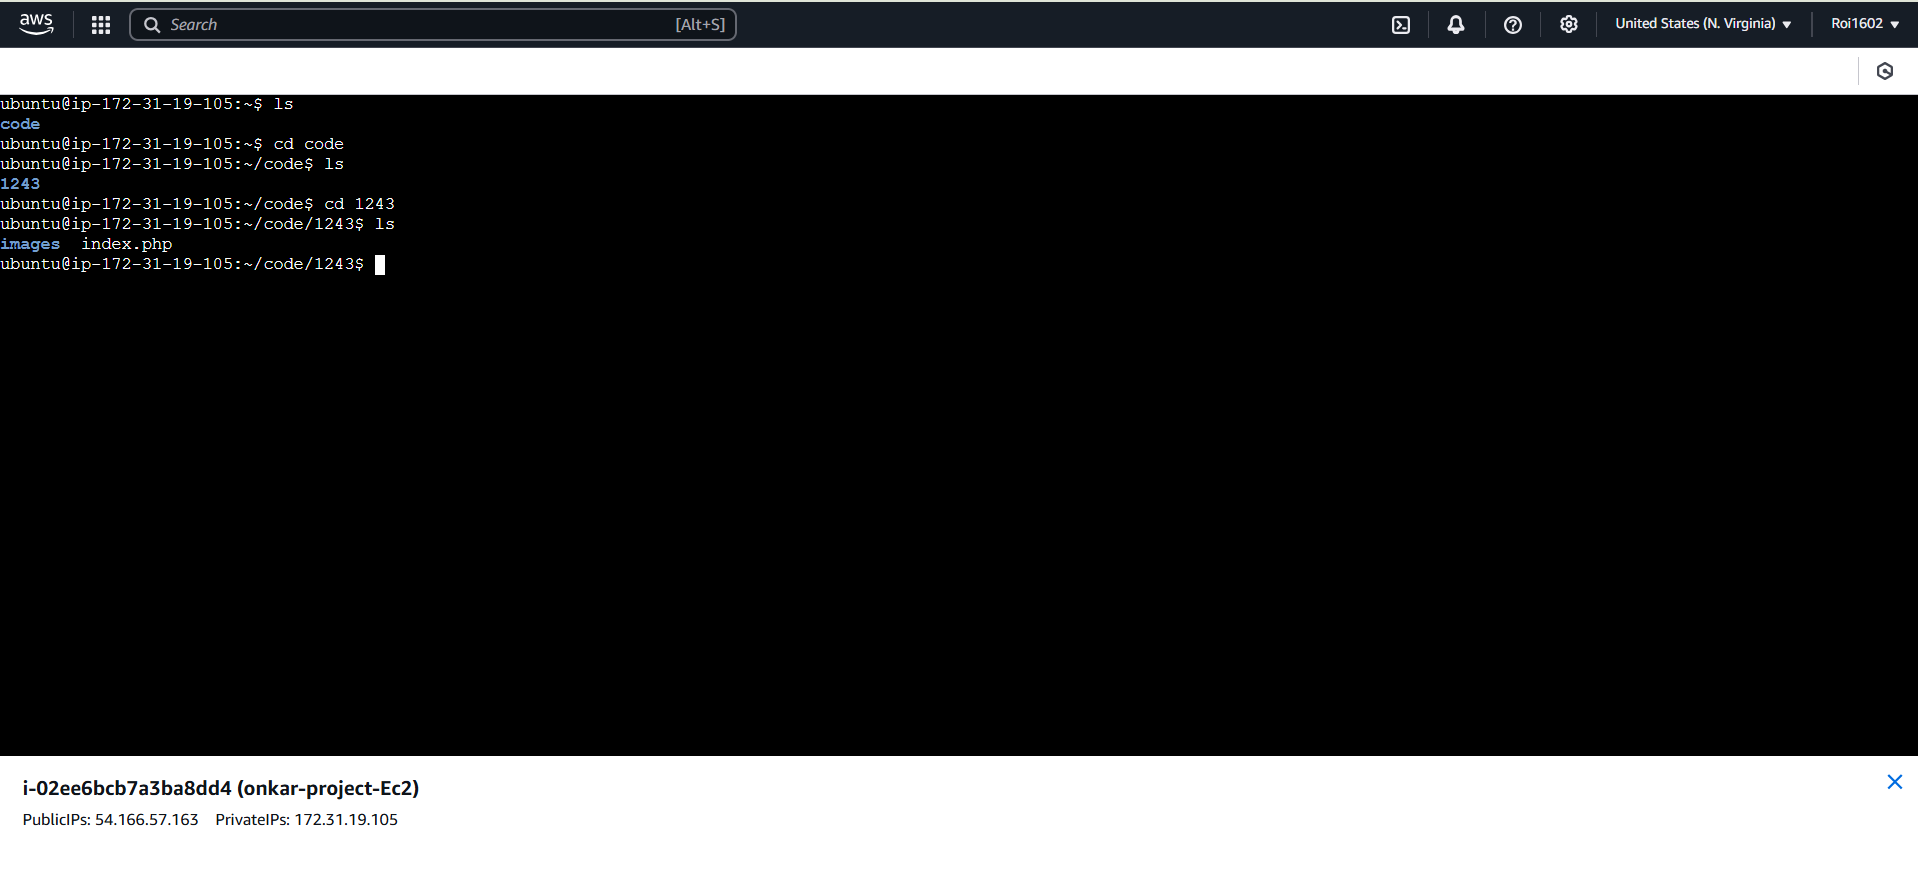 aws
Search [Alt+S] United States (N. Virginia) Roi1602
ubuntu@ip-172-31-19-105:~$ ls
code
ubuntu@ip-172-31-19-105:~$ cd code
ubuntu@ip-172-31-19-105:~/code$ ls
1243
ubuntu@ip-172-31-19-105:~/code$ cd 1243
ubuntu@ip-172-31-19-105:~/code/1243$ ls
images  index.php
ubuntu@ip-172-31-19-105:~/code/1243$
i-02ee6bcb7a3ba8dd4 (onkar-project-Ec2)
PublicIPs: 54.166.57.163 PrivateIPs: 172.31.19.105